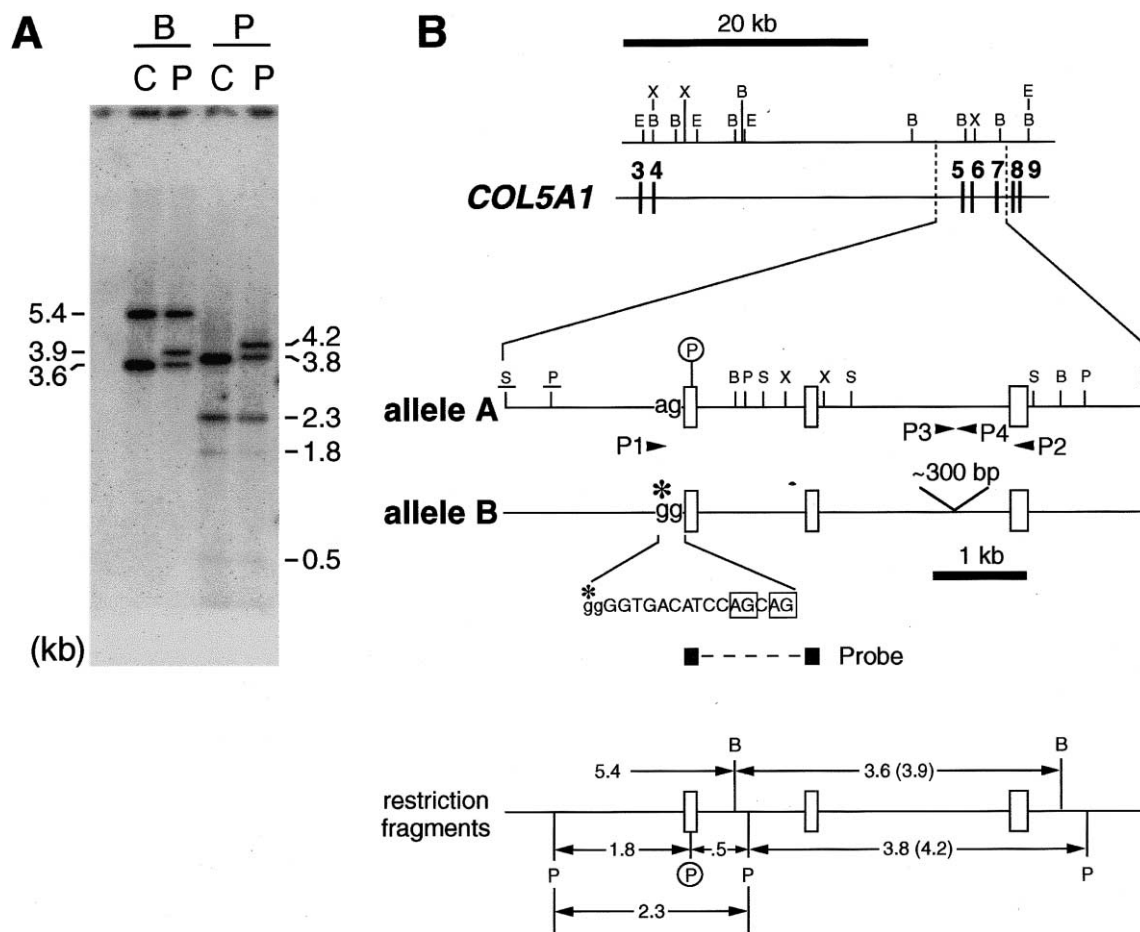 A
B P
C P C P
5.4
3.9
3.6
4.2
3.8
2.3
1.8
0.5
(kb)
B
20 kb
X X B E
E B B E B E B B X B B
3 4 5 6 7 8 9
COL5A1
P
S P B P S X X S S B P
allele A
ag
P1 P3 P4 P2
~300 bp
*
allele B
gg
1 kb
*
ggGGTGACATCCAGCAG
Probe
B B
5.4 3.6 (3.9)
restriction
fragments
1.8 .5 3.8 (4.2)
P P P P
2.3